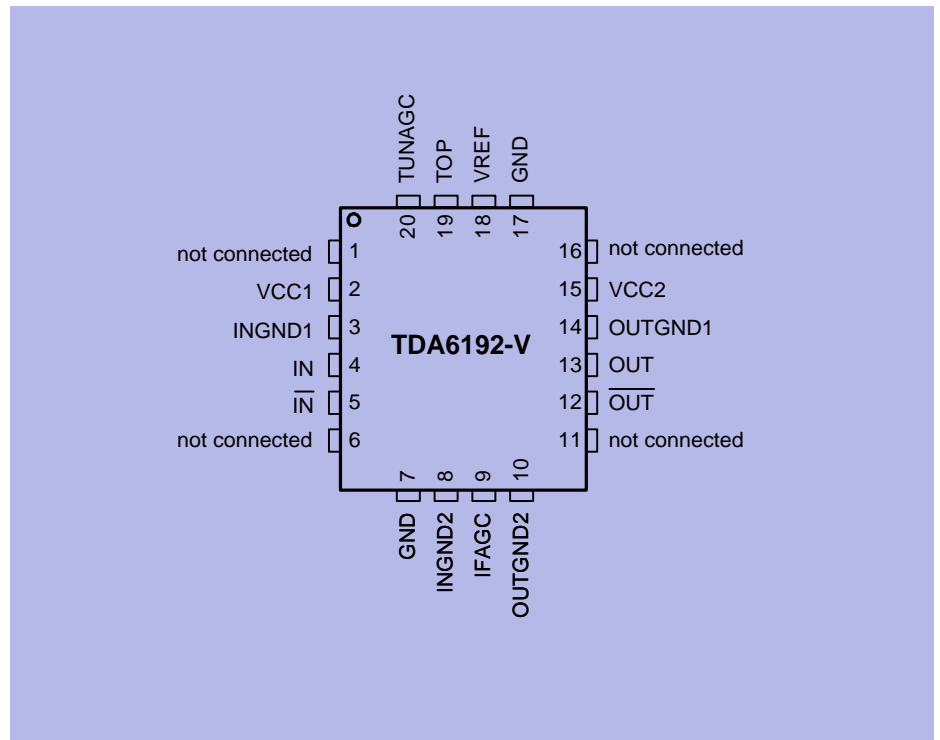 TUNAGC
TOP
VREF
GND
20
19
18
17
not connected 1
VCC1 2
INGND1 3
IN 4
IN 5
not connected 6
TDA6192-V
16 not connected
15 VCC2
14 OUTGND1
13 OUT
12 OUT
11 not connected
7
8
9
10
GND
INGND2
IFAGC
OUTGND2